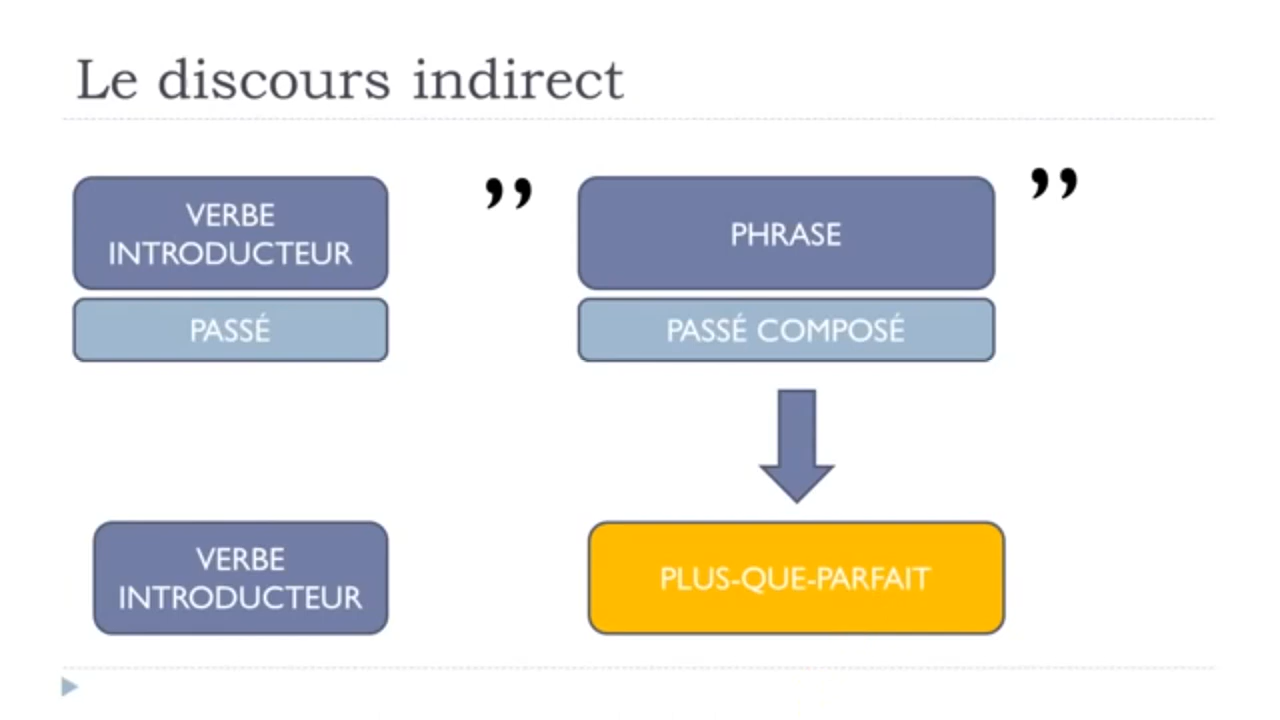 Le discours indirect
VERBE
INTRODUCTEUR
” PHRASE ”
PASSÉ
PASSÉ COMPOSÉ
VERBE
INTRODUCTEUR
PLUS-QUE-PARFAIT